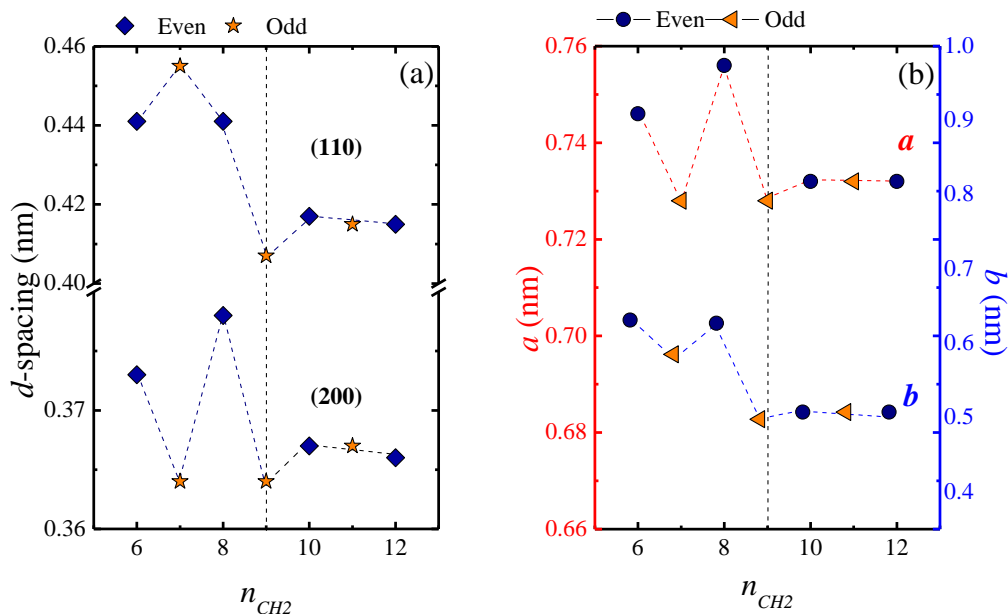 Even Odd
(a)
0.46
0.44
0.42
0.40
0.37
0.36
d-spacing (nm)
(110)
(200)
6 8 10 12
n_CH2
Even Odd
(b)
0.76
0.74
0.72
0.70
0.68
0.66
a (nm)
a
b
1.0
0.9
0.8
0.7
0.6
0.5
0.4
b (nm)
6 8 10 12
n_CH2